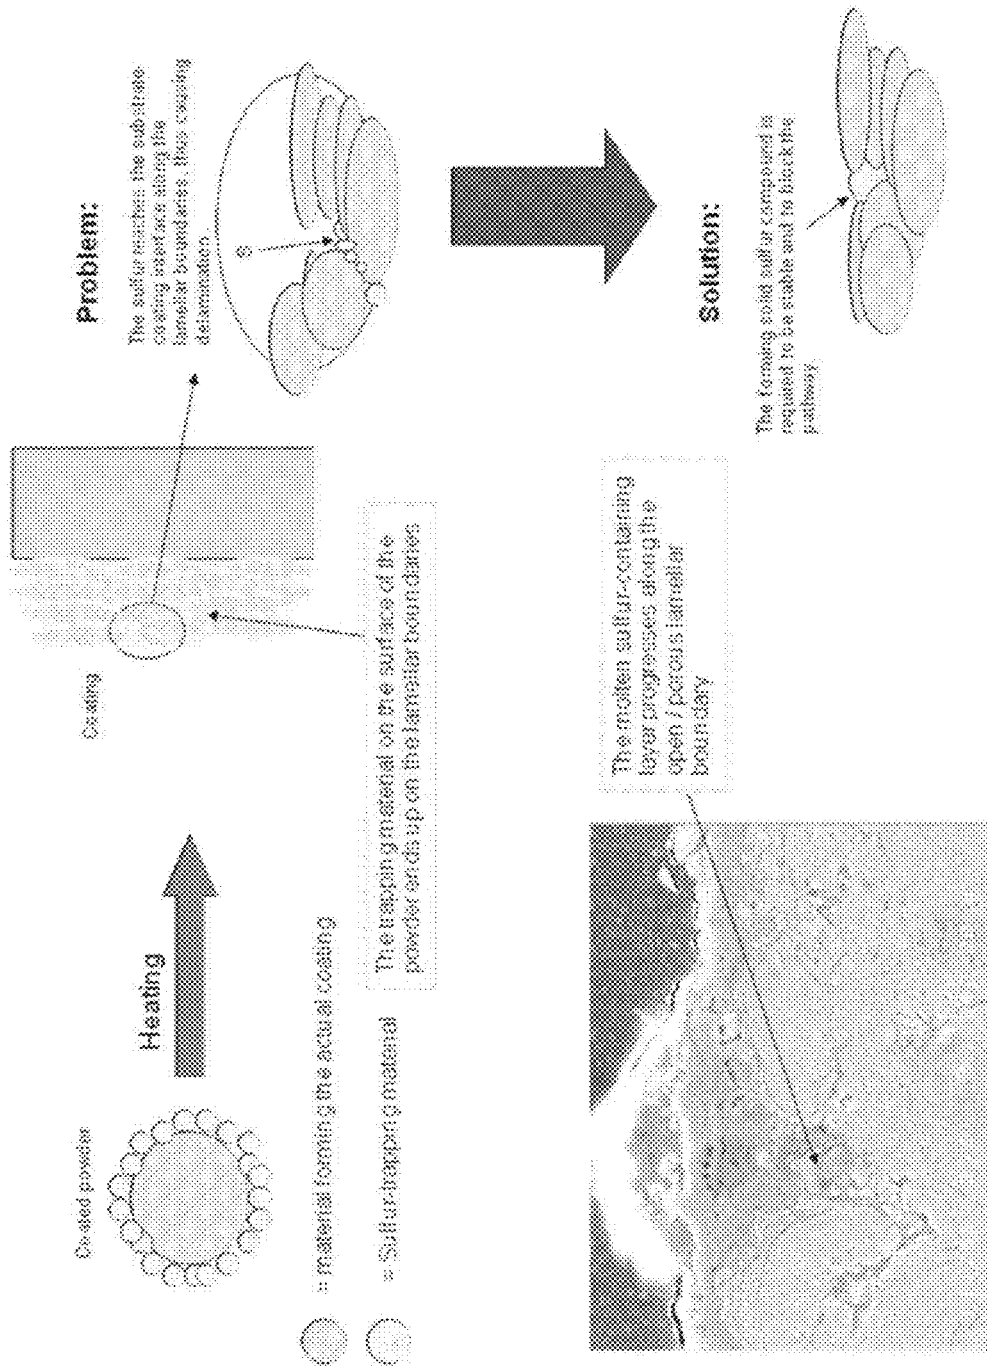 Coated powder
Heating
Coating
= material forming the actual coating
= Sulfur-trapping material
The trapping material on the surface of the
powder ends up on the lamellar boundaries
Problem:
The sulfur reaches the substrate-
coating interface along the
lamellar boundaries, thus causing
delamination.
S
The molten sulfur-containing
layer progresses along the
open / porous lamellar
boundary
Solution:
The forming solid sulfur compound is
required to be stable and to block the
pathway.